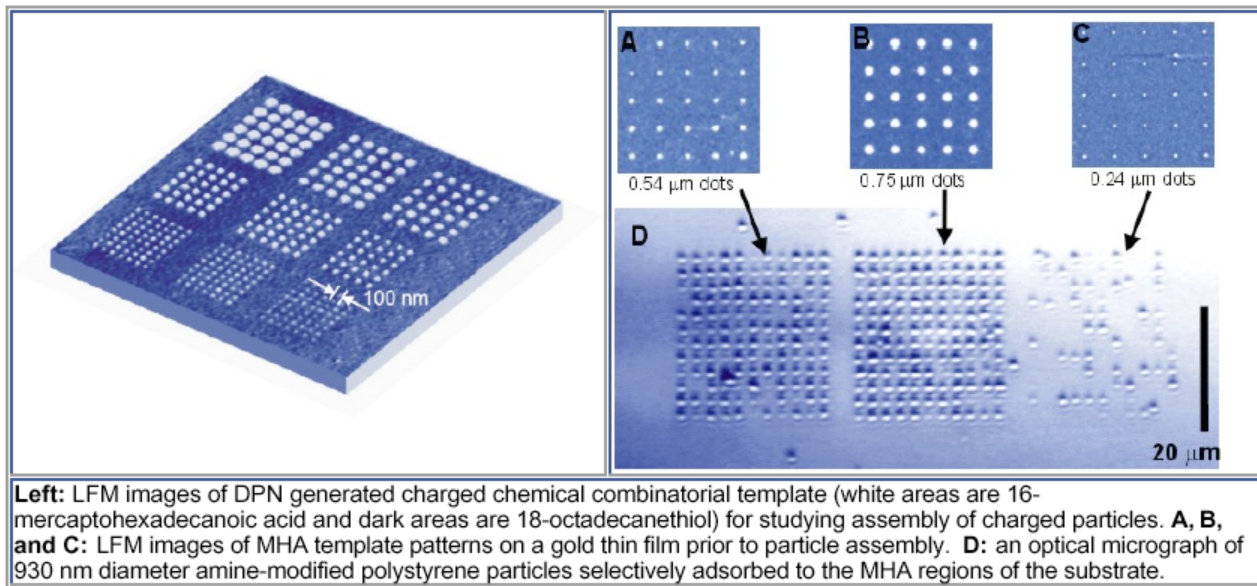 100 nm
A
B
C
0.54 μm dots
0.75 μm dots
0.24 μm dots
D
20 μm
Left: LFM images of DPN generated charged chemical combinatorial template (white areas are 16-
mercaptohexadecanoic acid and dark areas are 18-octadecanethiol) for studying assembly of charged particles. A, B,
and C: LFM images of MHA template patterns on a gold thin film prior to particle assembly. D: an optical micrograph of
930 nm diameter amine-modified polystyrene particles selectively adsorbed to the MHA regions of the substrate.